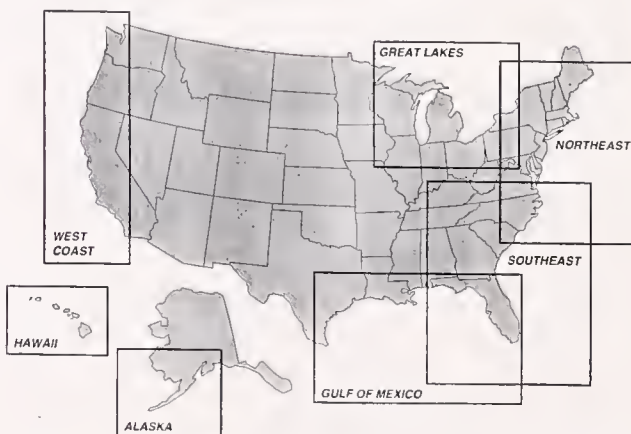 GREAT LAKES
NORTHEAST
WEST
COAST
SOUTHEAST
HAWAII
GULF OF MEXICO
ALASKA